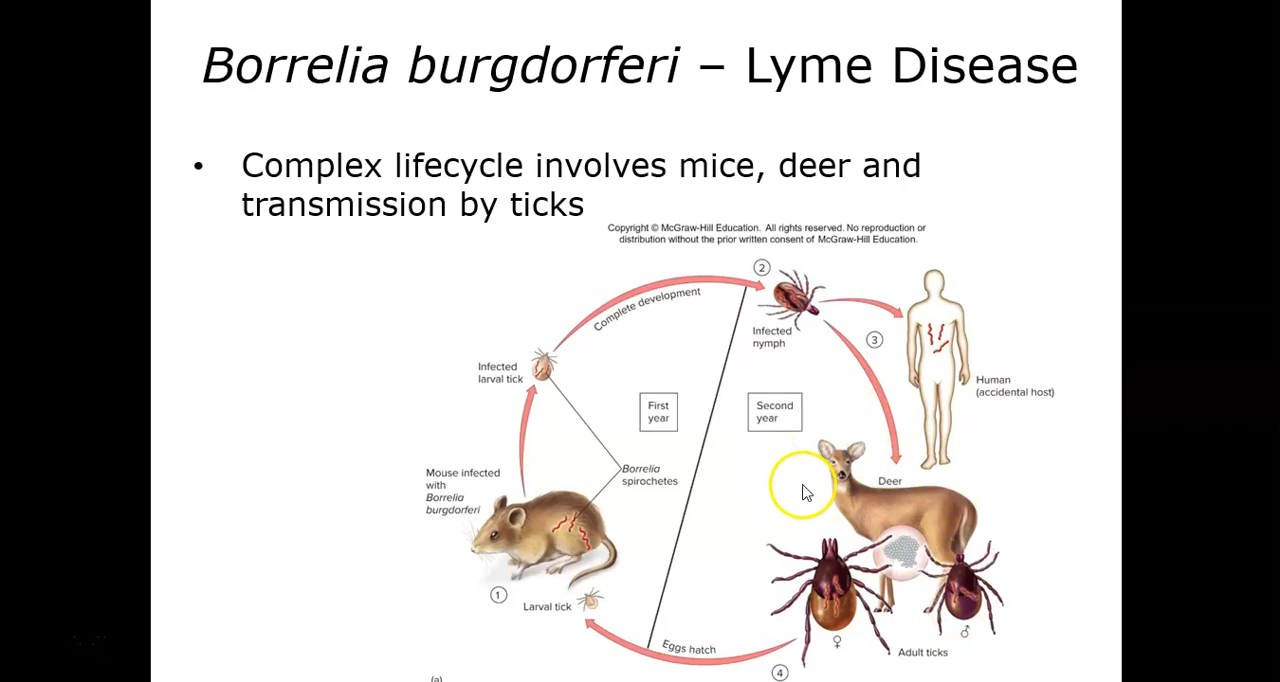 Borrelia burgdorferi – Lyme Disease
• Complex lifecycle involves mice, deer and
transmission by ticks
Copyright © McGraw-Hill Education. All rights reserved. No reproduction or
distribution without the prior written consent of McGraw-Hill Education.
2
Complete development
Infected
nymph
3
Infected
larval tick
Human
(accidental host)
First
year
Second
year
Mouse infected
with
Borrelia
burgdorferi
Borrelia
spirochetes
Deer
1
Larval tick
Eggs hatch
♀
♂
Adult ticks
4
(a)